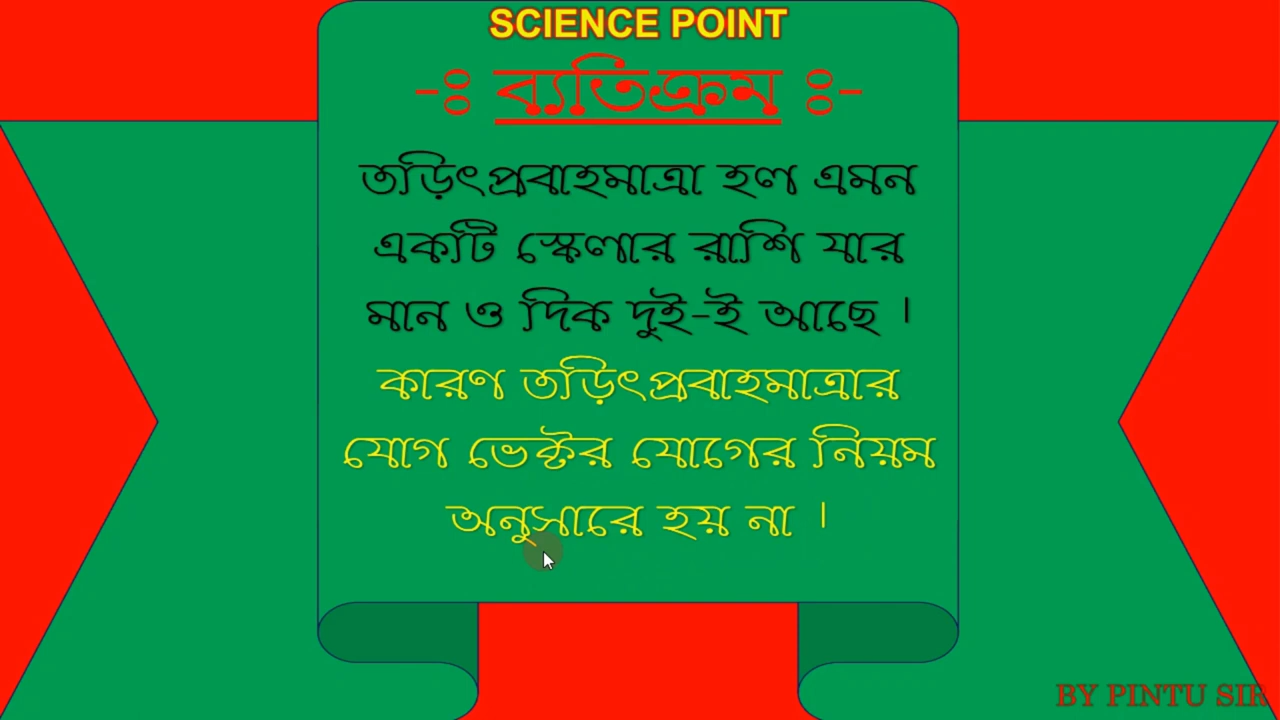 SCIENCE POINT
-ঃ ব্যতিক্রম ঃ-
তড়িৎপ্রবাহমাত্রা হল এমন
একটি স্কেলার রাশি যার
মান ও দিক দুই-ই আছে ।
কারণ তড়িৎপ্রবাহমাত্রার
যোগ ভেক্টর যোগের নিয়ম
অনুসারে হয় না ।
BY PINTU SIR